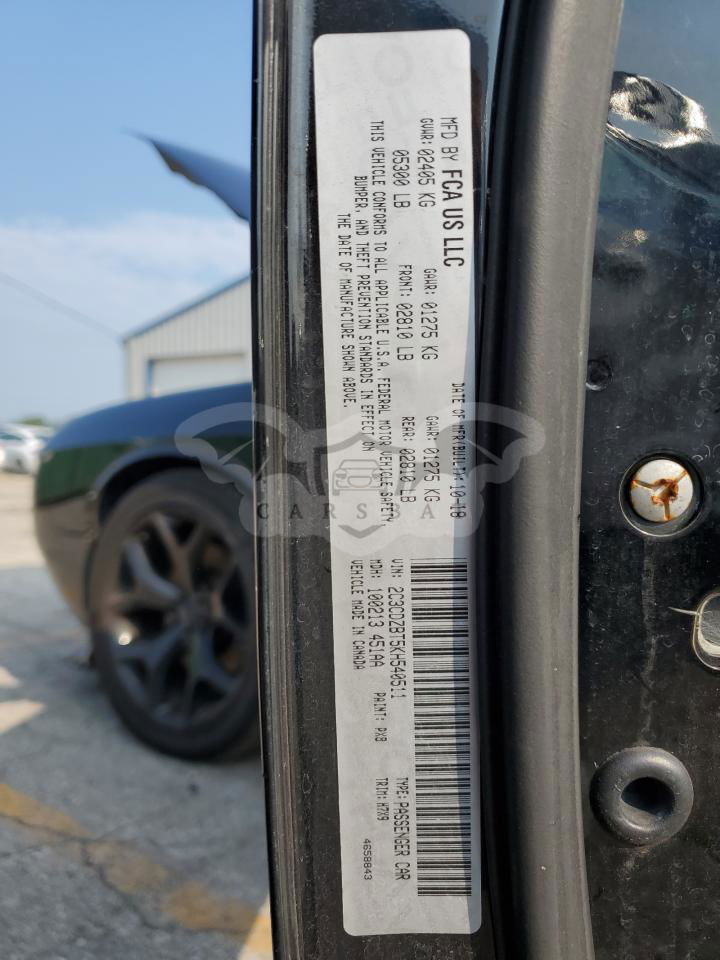 MFD BY FCA US LLC
DATE OF MFR/BUILT: 10-18
GVWR: 02405 KG
GAWR: 01275 KG
GAWR: 01275 KG
05300 LB
FRONT: 02810 LB
REAR: 02810 LB
THIS VEHICLE CONFORMS TO ALL APPLICABLE U.S.A. FEDERAL MOTOR VEHICLE SAFETY,
BUMPER, AND THEFT PREVENTION STANDARDS IN EFFECT ON
THE DATE OF MANUFACTURE SHOWN ABOVE.
VIN: 2C3CDZBT5KH540511
TYPE: PASSENGER CAR
MDH: 100213 451AA
PAINT: PX8
TRIM: H7X9
VEHICLE MADE IN CANADA
4658843
CARSBA